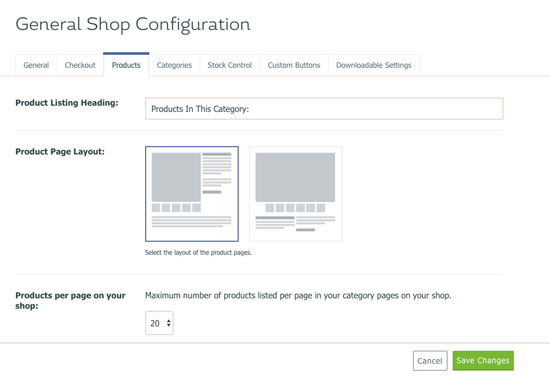 General Shop Configuration
General Checkout Products Categories Stock Control Custom Buttons Downloadable Settings
Product Listing Heading: Products In This Category:
Product Page Layout:
Select the layout of the product pages.
Products per page on your shop: Maximum number of products listed per page in your category pages on your shop.
20
Cancel Save Changes